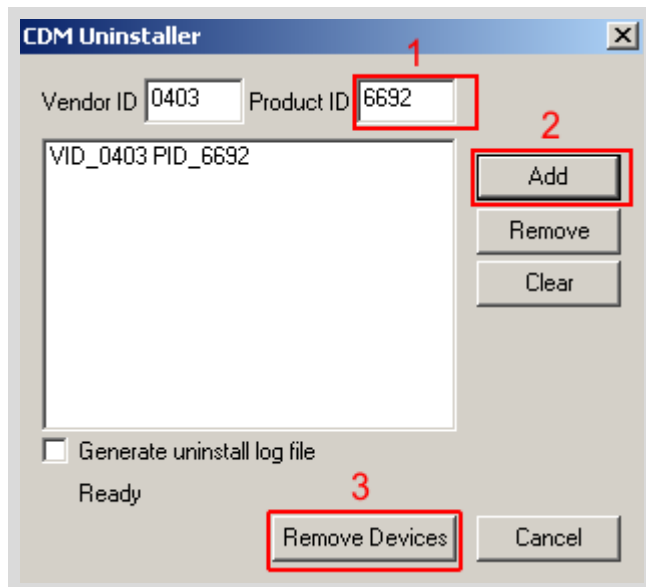 CDM Uninstaller
1
Vendor ID 0403 Product ID 6692
2
VID_0403 PID_6692
Add
Remove
Clear
Generate uninstall log file
Ready
3
Remove Devices Cancel